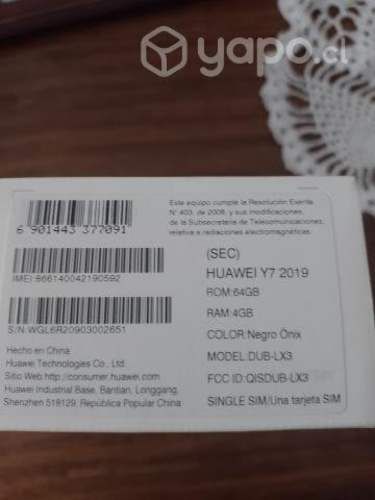 yapo.cl
Este equipo cumple la Resolución Exenta
N° 403, de 2008, y sus modificaciones,
de la Subsecretaría de Telecomunicaciones,
relativa a radiaciones electromagnéticas.
6 901443 377091
(SEC)
HUAWEI Y7 2019
IMEI:866140042190592
ROM:64GB
RAM:4GB
S/N:WGL6R20903002651
COLOR:Negro Ónix
Hecho en China
MODEL:DUB-LX3
Huawei Technologies Co., Ltd.
Sitio Web:http://consumer.huawei.com
FCC ID:QISDUB-LX3
Huawei Industrial Base, Bantian, Longgang,
Shenzhen 518129, República Popular China
SINGLE SIM/Una tarjeta SIM